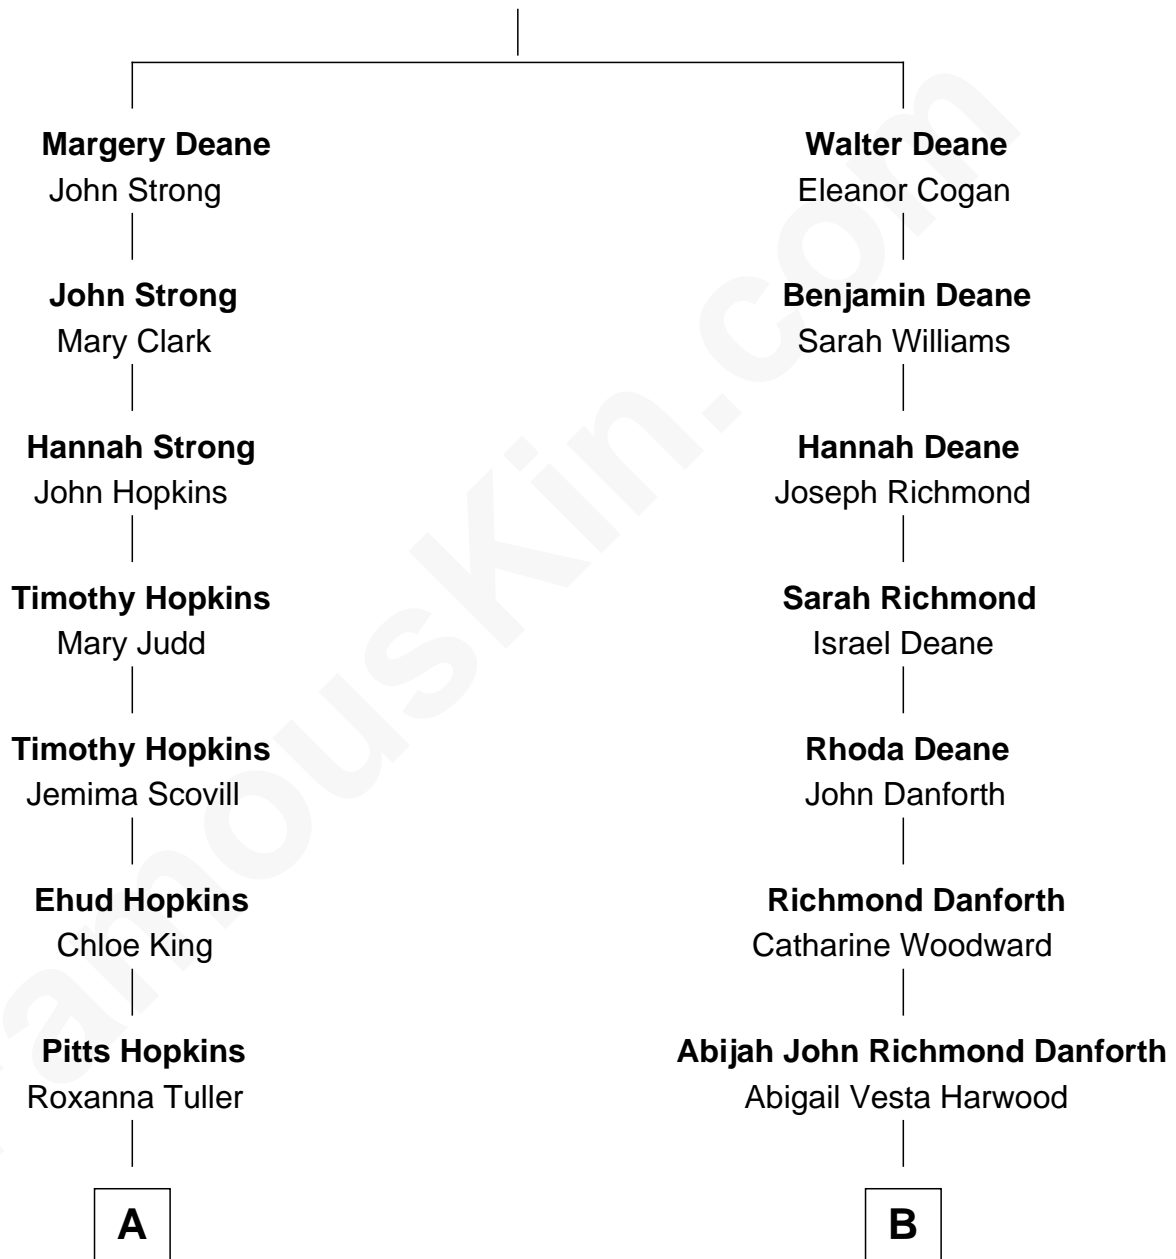 Margery Deane
John Strong
Walter Deane
Eleanor Cogan
John Strong
Mary Clark
Benjamin Deane
Sarah Williams
Hannah Strong
John Hopkins
Hannah Deane
Joseph Richmond
Timothy Hopkins
Mary Judd
Sarah Richmond
Israel Deane
Timothy Hopkins
Jemima Scovill
Rhoda Deane
John Danforth
Ehud Hopkins
Chloe King
Richmond Danforth
Catharine Woodward
Pitts Hopkins
Roxanna Tuller
Abijah John Richmond Danforth
Abigail Vesta Harwood
A
B
FamousKin.com